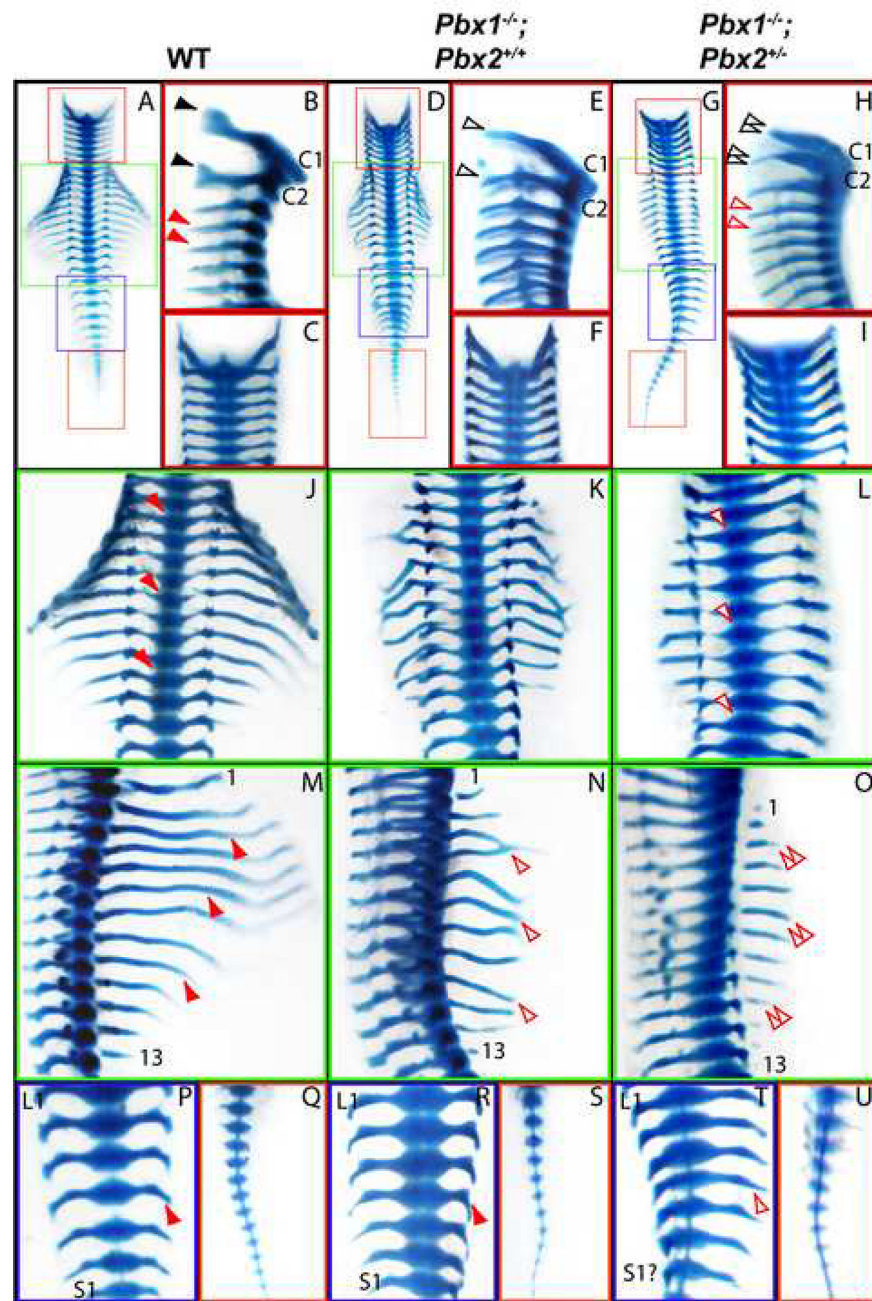 WT
Pbx1-/-;
Pbx2+/+
Pbx1-/-;
Pbx2+/-
A
B
C1
C2
C
D
E
C1
C2
F
G
H
C1
C2
I
J
K
L
1
M
13
1
N
13
1
O
13
L1
P
S1
Q
L1
R
S1
S
L1
T
S1?
U